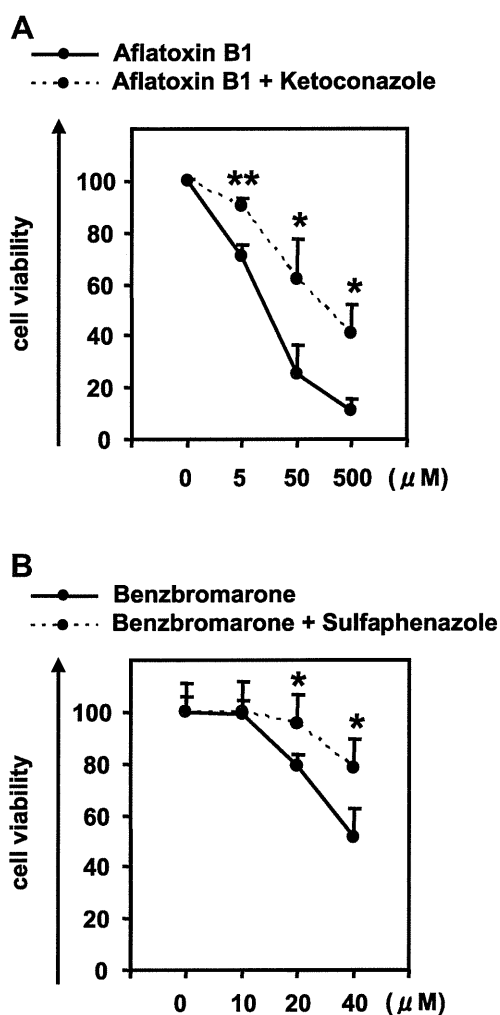 A
Aflatoxin B1
Aflatoxin B1 + Ketoconazole
cell viability
100
80
60
40
20
0
**
*
*
0 5 50 500 (μM)
B
Benzbromarone
Benzbromarone + Sulfaphenazole
cell viability
100
80
60
40
20
0
*
*
0 10 20 40 (μM)